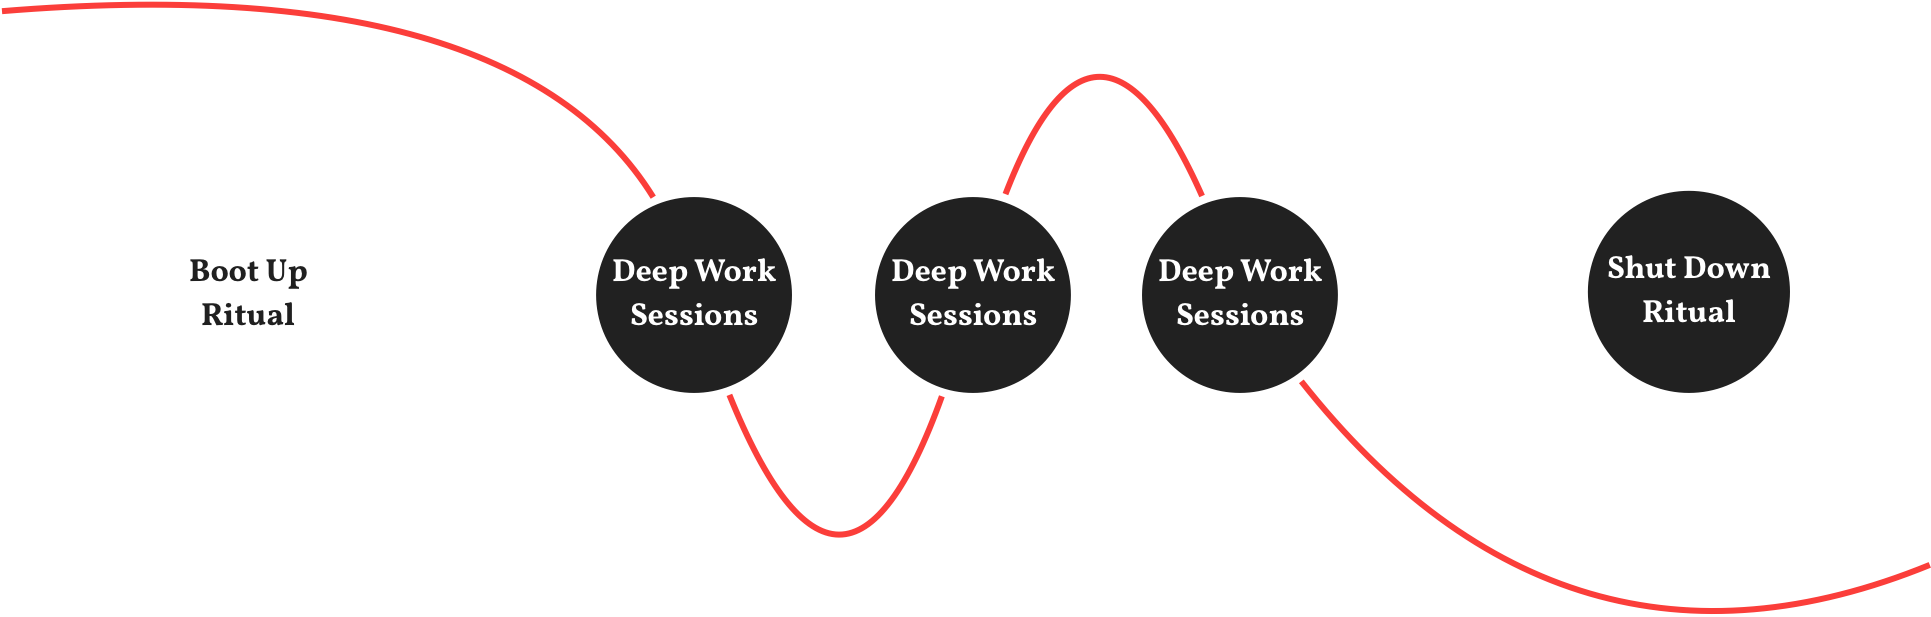 Boot Up
Ritual
Deep Work
Sessions
Deep Work
Sessions
Deep Work
Sessions
Shut Down
Ritual